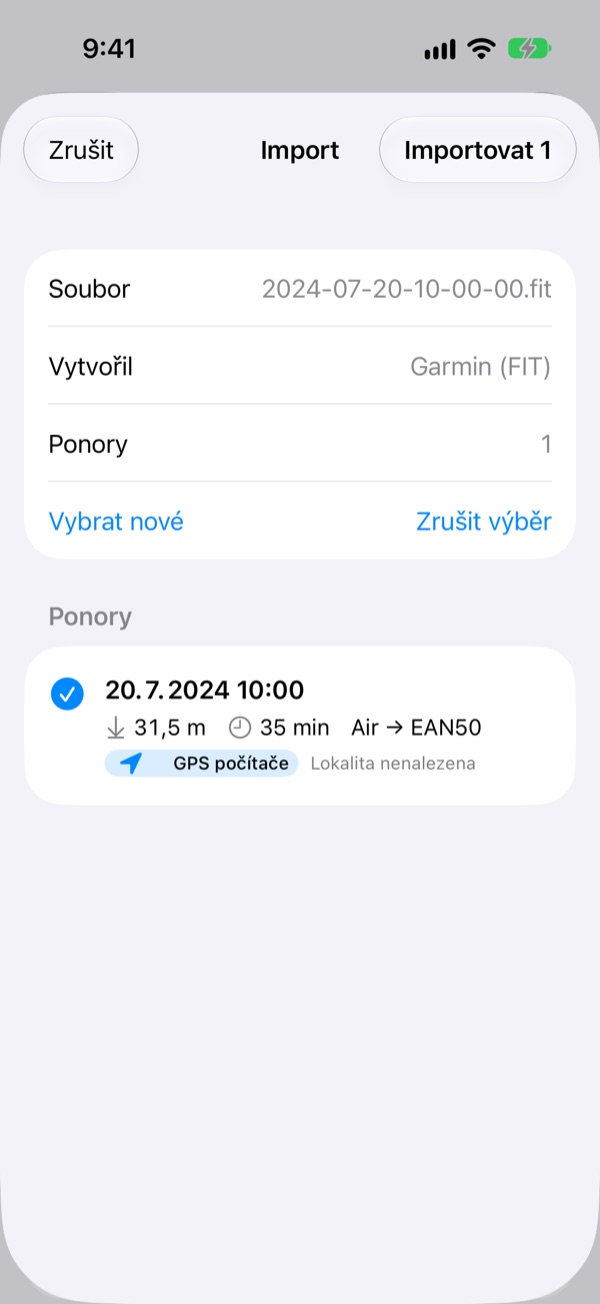 9:41
Zrušit
Import
Importovat 1
Soubor 2024-07-20-10-00-00.fit
Vytvořil Garmin (FIT)
Ponory 1
Vybrat nové Zrušit výběr
Ponory
20. 7. 2024 10:00
31,5 m 35 min Air → EAN50
GPS počítače Lokalita nenalezena